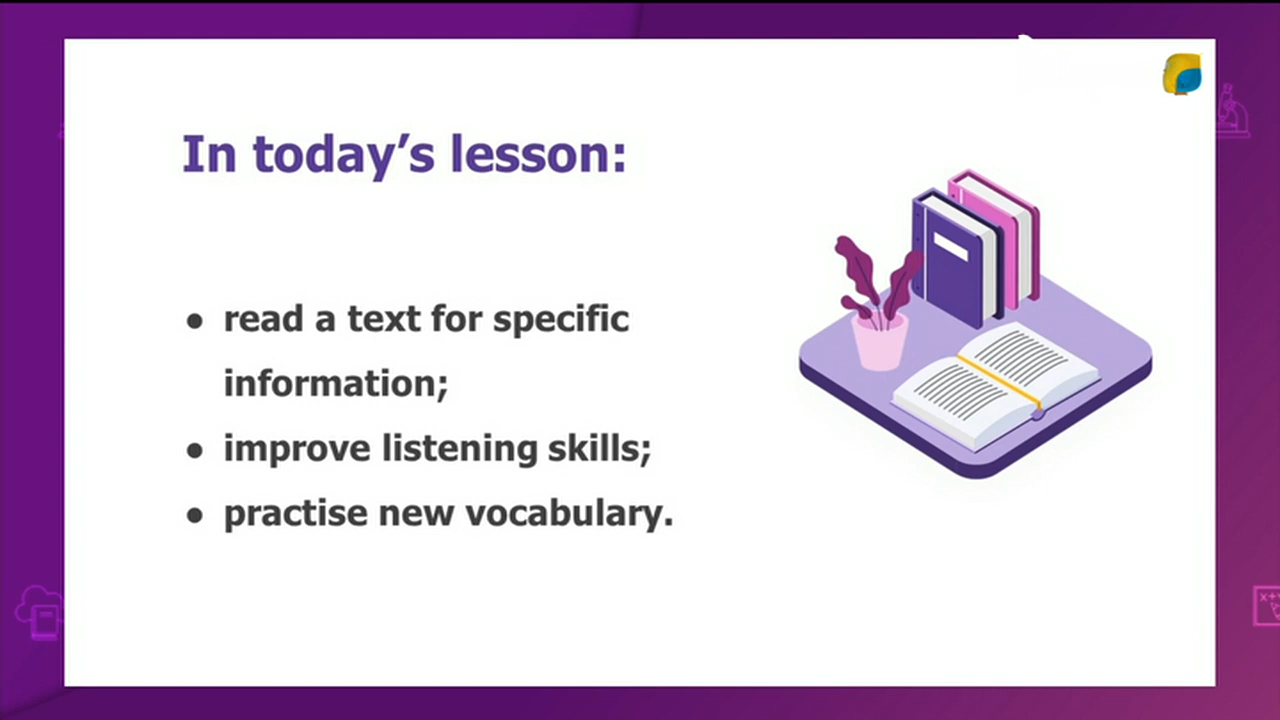 In today’s lesson:
● read a text for specific
information;
● improve listening skills;
● practise new vocabulary.